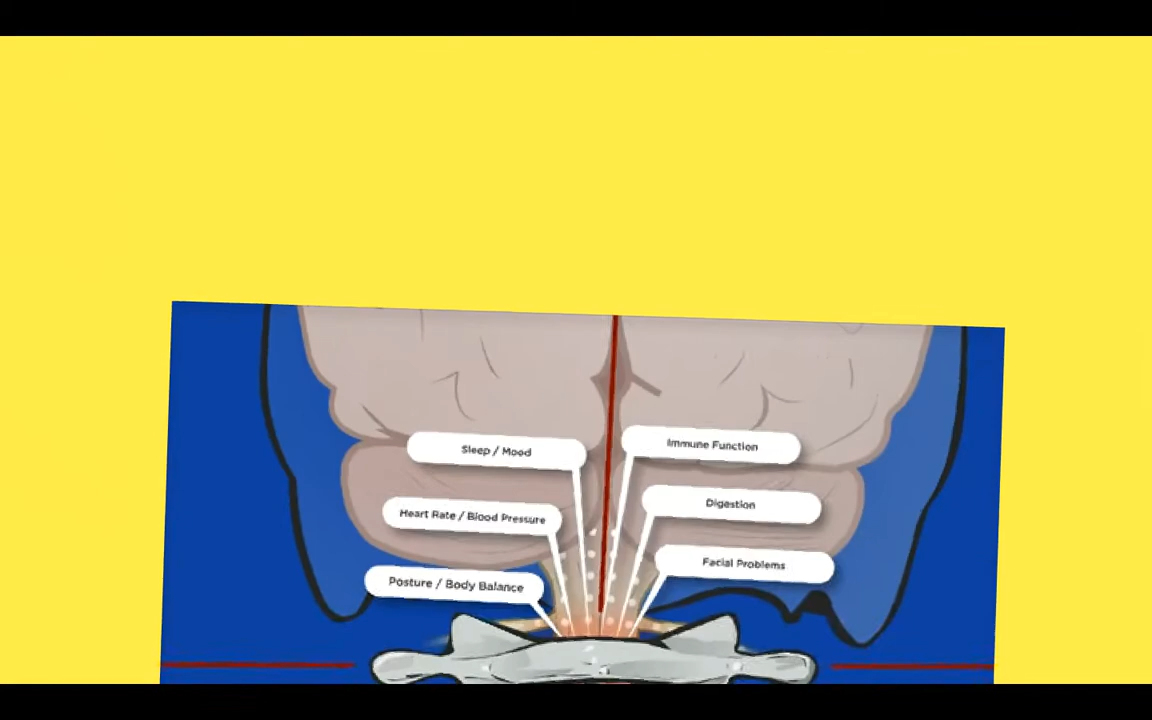 Sleep / Mood
Immune Function
Heart Rate / Blood Pressure
Digestion
Posture / Body Balance
Facial Problems